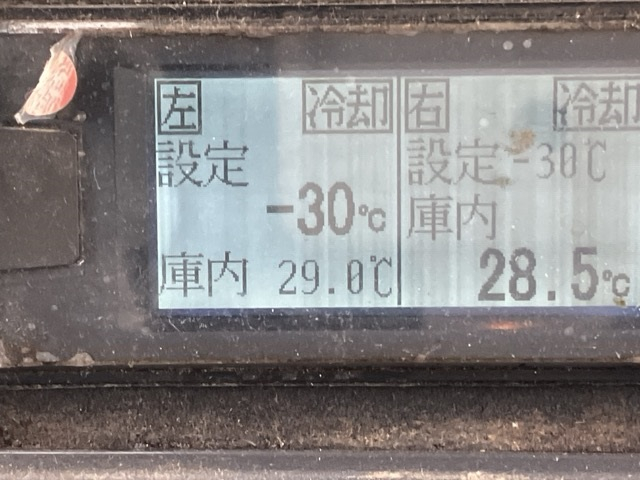 左 冷却
設定
-30℃
庫内 29.0℃
右 冷却
設定 -30℃
庫内
28.5℃